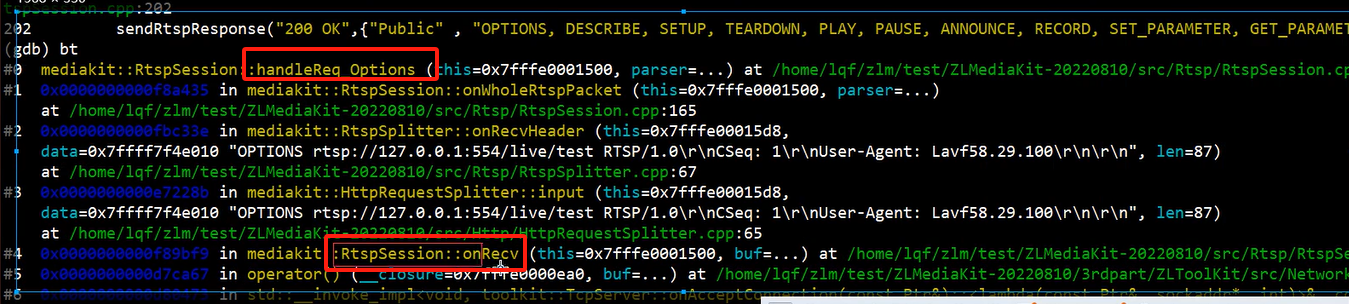 rtspSession.cpp:202
202 sendRtspResponse("200 OK",{"Public" , "OPTIONS, DESCRIBE, SETUP, TEARDOWN, PLAY, PAUSE, ANNOUNCE, RECORD, SET_PARAMETER, GET_PARAMET
(gdb) bt
#0 mediakit::RtspSession::handleReq_Options (this=0x7fffe0001500, parser=...) at /home/lqf/zlm/test/ZLMediaKit-20220810/src/Rtsp/RtspSession.cp
#1 0x0000000000f8a435 in mediakit::RtspSession::onWholeRtspPacket (this=0x7fffe0001500, parser=...)
at /home/lqf/zlm/test/ZLMediaKit-20220810/src/Rtsp/RtspSession.cpp:165
#2 0x0000000000fbc33e in mediakit::RtspSplitter::onRecvHeader (this=0x7fffe00015d8,
data=0x7ffff7f4e010 "OPTIONS rtsp://127.0.0.1:554/live/test RTSP/1.0\r\nCSeq: 1\r\nUser-Agent: Lavf58.29.100\r\n\r\n", len=87)
at /home/lqf/zlm/test/ZLMediaKit-20220810/src/Rtsp/RtspSplitter.cpp:67
#3 0x0000000000e7228b in mediakit::HttpRequestSplitter::input (this=0x7fffe00015d8,
data=0x7ffff7f4e010 "OPTIONS rtsp://127.0.0.1:554/live/test RTSP/1.0\r\nCSeq: 1\r\nUser-Agent: Lavf58.29.100\r\n\r\n", len=87)
at /home/lqf/zlm/test/ZLMediaKit-20220810/src/Http/HttpRequestSplitter.cpp:65
#4 0x0000000000f89bf9 in mediakit::RtspSession::onRecv (this=0x7fffe0001500, buf=...) at /home/lqf/zlm/test/ZLMediaKit-20220810/src/Rtsp/RtspSe
#5 0x0000000000d7ca67 in operator() (__closure=0x7fffe0000ea0, buf=...) at /home/lqf/zlm/test/ZLMediaKit-20220810/3rdpart/ZLToolKit/src/Network